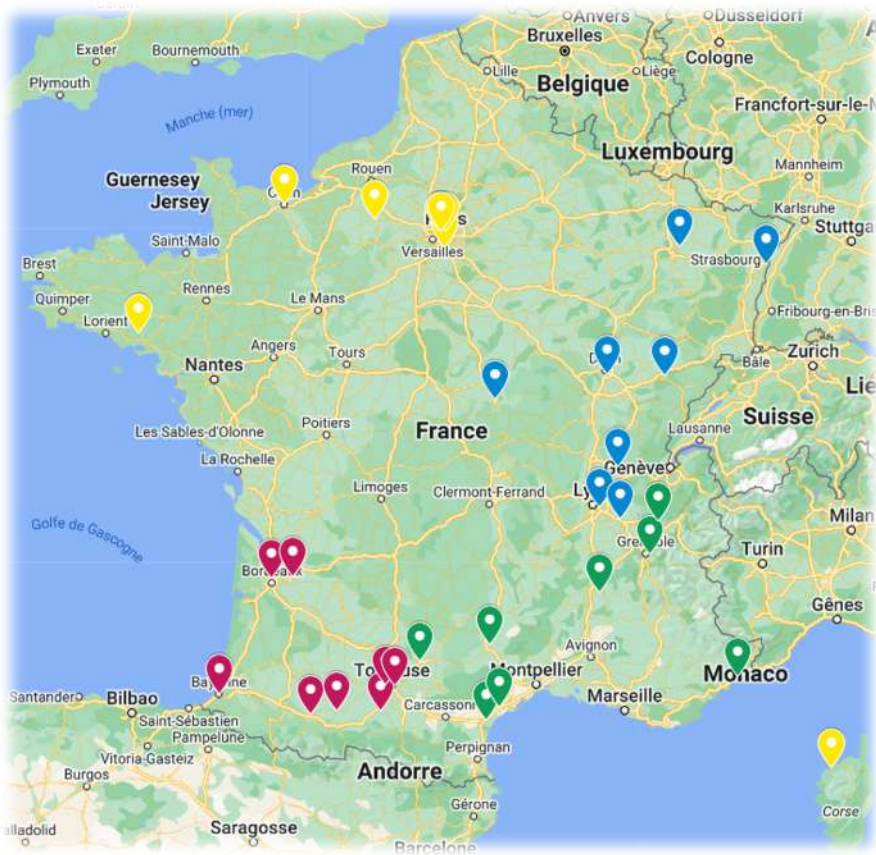 Anvers
Düsseldorf
Exeter
Bournemouth
Bruxelles
Lille
Liège
Cologne
Plymouth
Belgique
Francfort-sur-le-M
Manche (mer)
Luxembourg
Mannheim
Guernesey
Jersey
Rouen
Karlsruhe
Stuttga
Saint-Malo
Versailles
Strasbourg
Brest
Quimper
Rennes
Le Mans
Lorient
Fribourg-en-Bris
Angers
Tours
Nantes
Bâle
Zurich
Lie
Poitiers
France
Suisse
Les Sables-d'Olonne
Lausanne
La Rochelle
Genève
Limoges
Clermont-Ferrand
Golfe de
Gascogne
Milan
Turin
Gênes
Avignon
Montpellier
Monaco
Marseille
Santander
Bilbao
Saint-Sébastien
Pampelune
Perpignan
Vitoria-Gasteiz
Burgos
Andorre
Gérone
Corse
alladolid
Saragosse
Barcelone